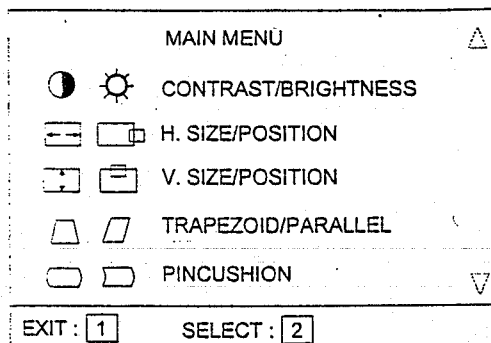 MAIN MENU
CONTRAST/BRIGHTNESS
H. SIZE/POSITION
V. SIZE/POSITION
TRAPEZOID/PARALLEL
PINCUSHION
EXIT : 1 SELECT : 2